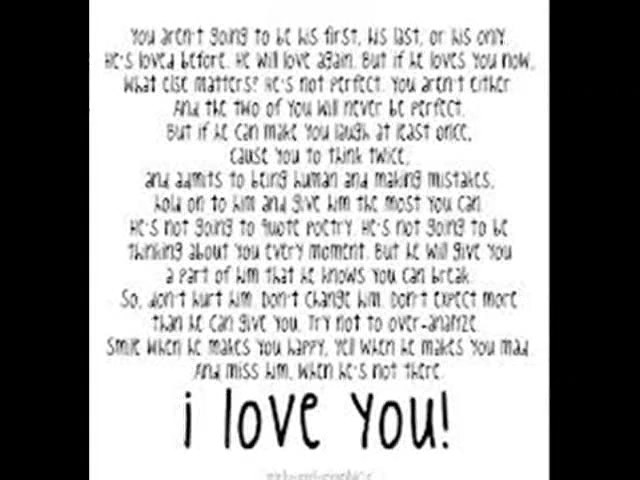 You aren't going to be his first, his last, or his only.
He's loved before. He will love again. But if he loves you now,
What else matters? He's not perfect. You aren't either
And the two of you will never be perfect.
But if he can make you laugh at least once,
cause you to think twice,
and admits to being human and making mistakes,
hold on to him and give him the most you can.
He's not going to quote poetry. He's not going to be
thinking about you every moment. But he will give you
a part of him that he knows you can break.
So, don't hurt him. Don't change him. Don't expect more
than he can give you. Try not to over-analyze.
Smile when he makes you happy, Yell when he makes you mad
And miss him, when he's not there.
i love you!